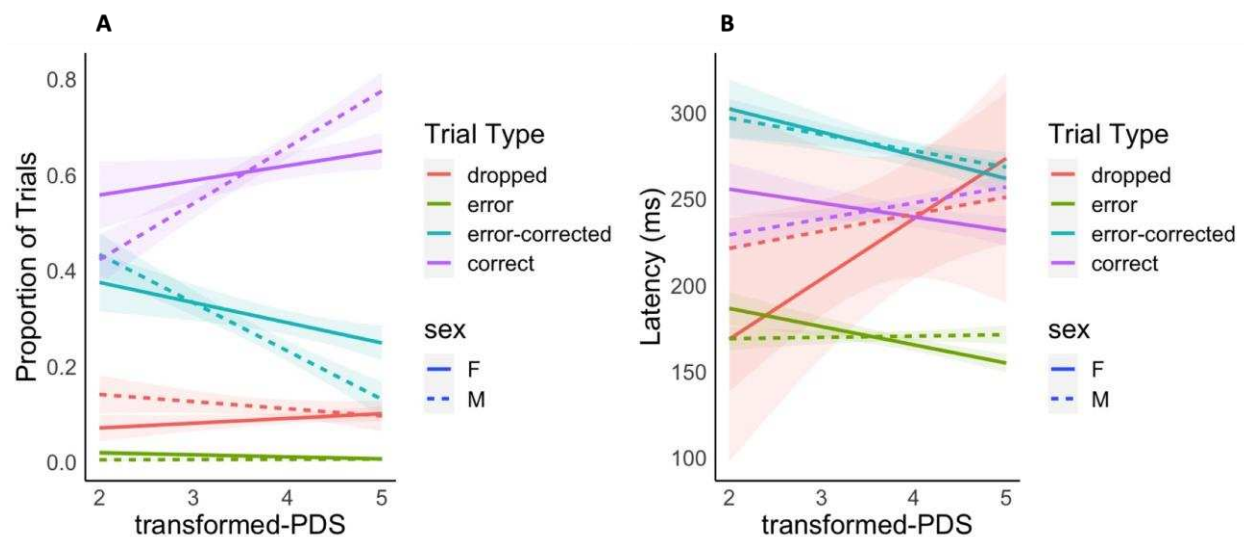 A
Proportion of Trials
0.8
0.6
0.4
0.2
0.0
2 3 4 5
transformed-PDS
Trial Type
dropped
error
error-corrected
correct
sex
F
M
B
Latency (ms)
300
250
200
150
100
2 3 4 5
transformed-PDS
Trial Type
dropped
error
error-corrected
correct
sex
F
M